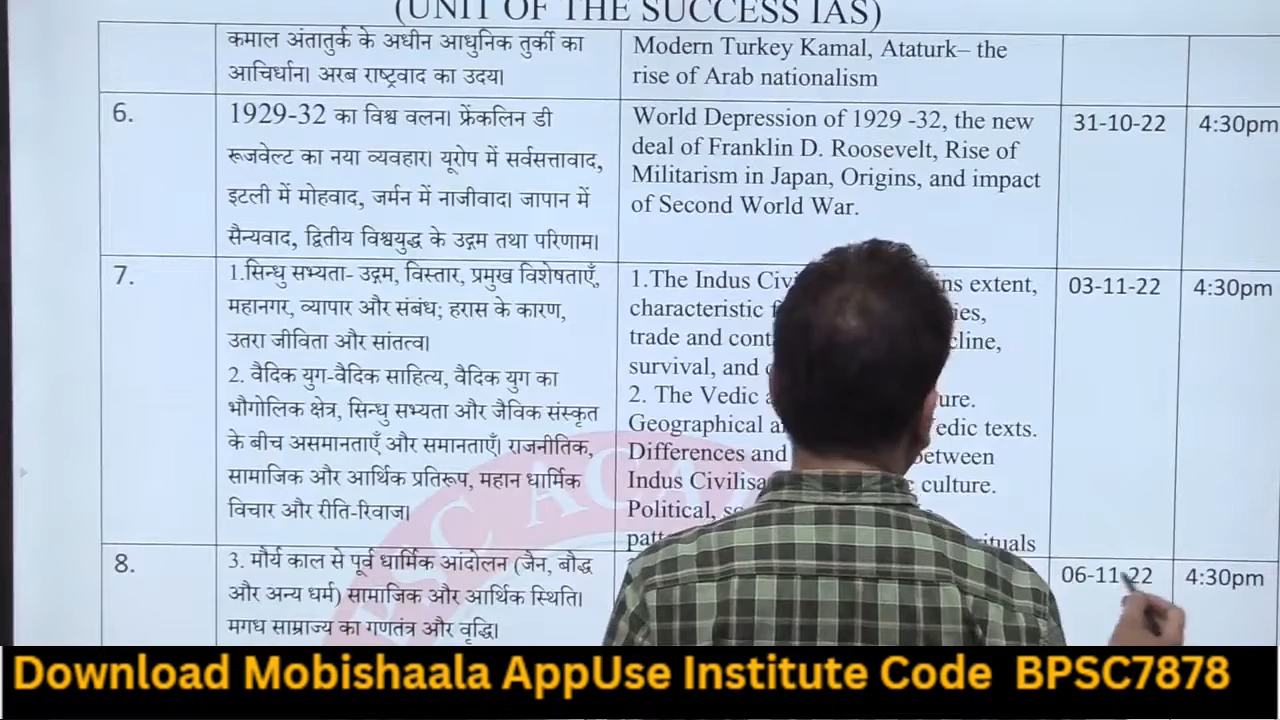 (UNIT OF THE SUCCESS IAS)
कमाल अंतातुर्क के अधीन आधुनिक तुर्की का
आचिर्धान। अरब राष्ट्रवाद का उदय।
Modern Turkey Kamal, Ataturk– the
rise of Arab nationalism
6.
1929-32 का विश्व वलन। फ्रेंकलिन डी
रूजवेल्ट का नया व्यवहार। यूरोप में सर्वसत्तावाद,
इटली में मोहवाद, जर्मन में नाजीवाद। जापान में
सैन्यवाद, द्वितीय विश्वयुद्ध के उद्गम तथा परिणाम।
World Depression of 1929 -32, the new
deal of Franklin D. Roosevelt, Rise of
Militarism in Japan, Origins, and impact
of Second World War.
31-10-22
4:30pm
7.
1.सिन्धु सभ्यता- उद्गम, विस्तार, प्रमुख विशेषताएँ,
महानगर, व्यापार और संबंध; हरास के कारण,
उतरा जीविता और सांतत्व।
2. वैदिक युग-वैदिक साहित्य, वैदिक युग का
भौगोलिक क्षेत्र, सिन्धु सभ्यता और जैविक संस्कृत
के बीच असमानताएँ और समानताएँ। राजनीतिक,
सामाजिक और आर्थिक प्रतिरूप, महान धार्मिक
विचार और रीति-रिवाज।
1.The Indus extent,
characteristic
trade and
survival, and
2. The Vedic
Geographical texts.
Differences and between
Indus culture.
Political,
03-11-22
4:30pm
8.
3. मौर्य काल से पूर्व धार्मिक आंदोलन (जैन, बौद्ध
और अन्य धर्म) सामाजिक और आर्थिक स्थिति।
मगध साम्राज्य का गणतंत्र और वृद्धि।
06-11-22
4:30pm
Download Mobishaala AppUse Institute Code BPSC7878